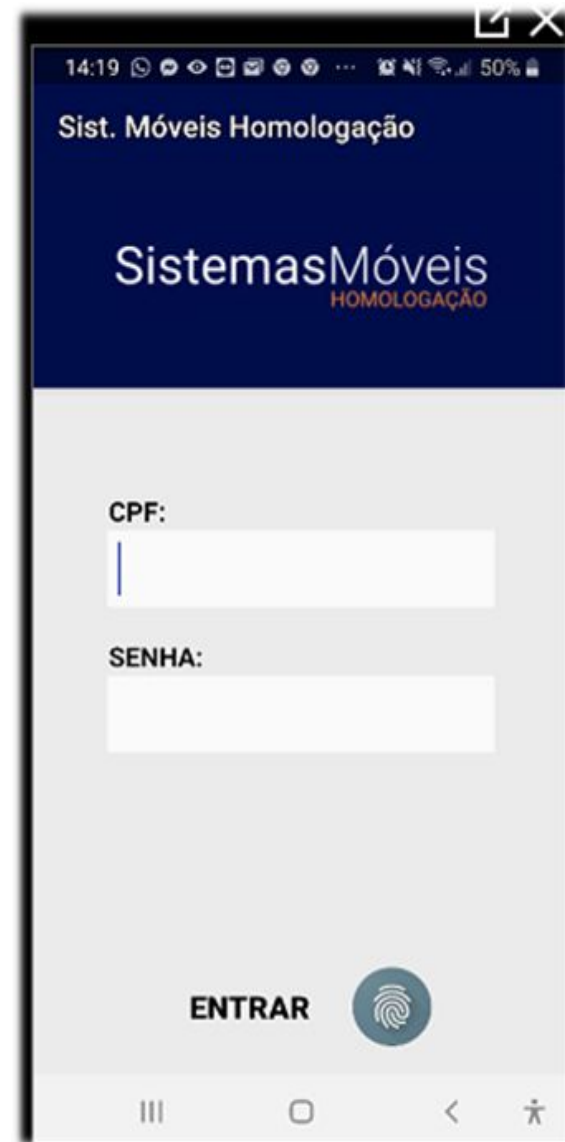 14:19 50%
Sist. Móveis Homologação
SistemasMóveis
HOMOLOGAÇÃO
CPF:
SENHA:
ENTRAR